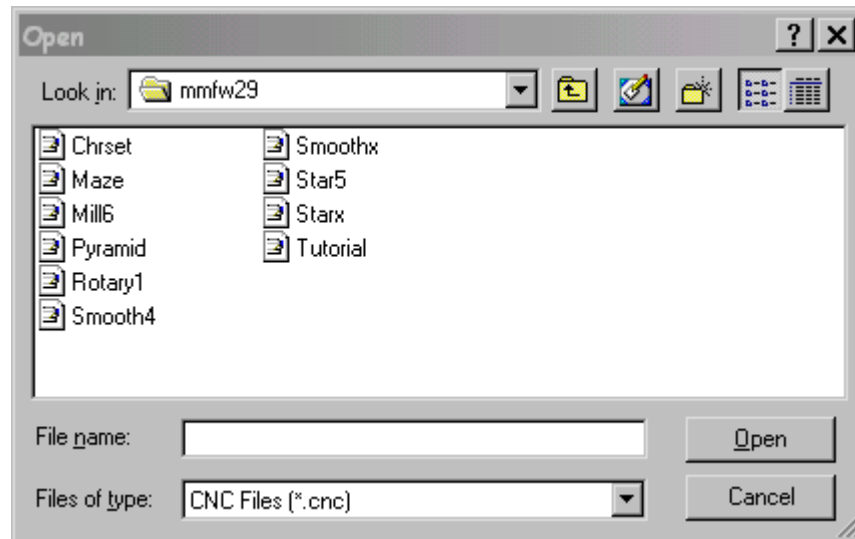 Open
Look in: mmfw29
Chrset Smoothx
Maze Star5
Mill6 Starx
Pyramid Tutorial
Rotary1
Smooth4
File name: Open
Files of type: CNC Files (*.cnc) Cancel